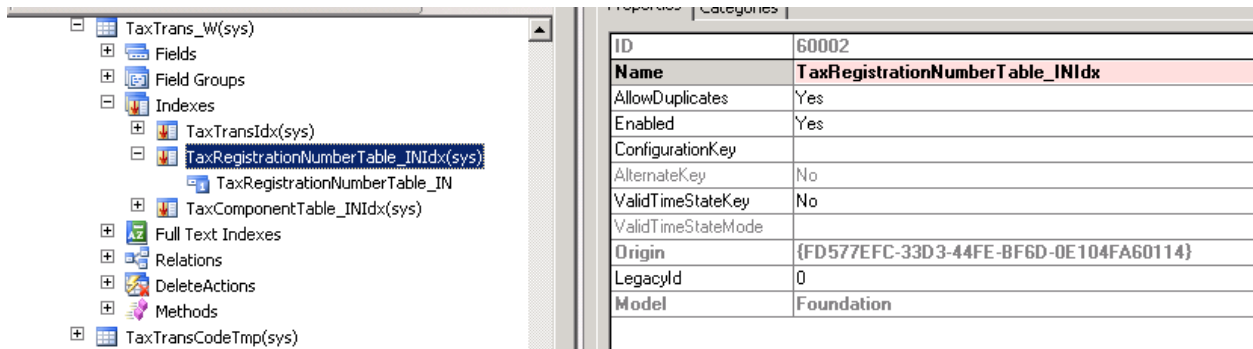 TaxTrans_W(sys)
Fields
Field Groups
Indexes
TaxTransIdx(sys)
TaxRegistrationNumberTable_INIdx(sys)
TaxRegistrationNumberTable_IN
TaxComponentTable_INIdx(sys)
Full Text Indexes
Relations
DeleteActions
Methods
TaxTransCodeTmp(sys)
Properties Categories
ID 60002
Name TaxRegistrationNumberTable_INIdx
AllowDuplicates Yes
Enabled Yes
ConfigurationKey
AlternateKey No
ValidTimeStateKey No
ValidTimeStateMode
Origin {FD577EFC-33D3-44FE-BF6D-0E104FA60114}
LegacyId 0
Model Foundation